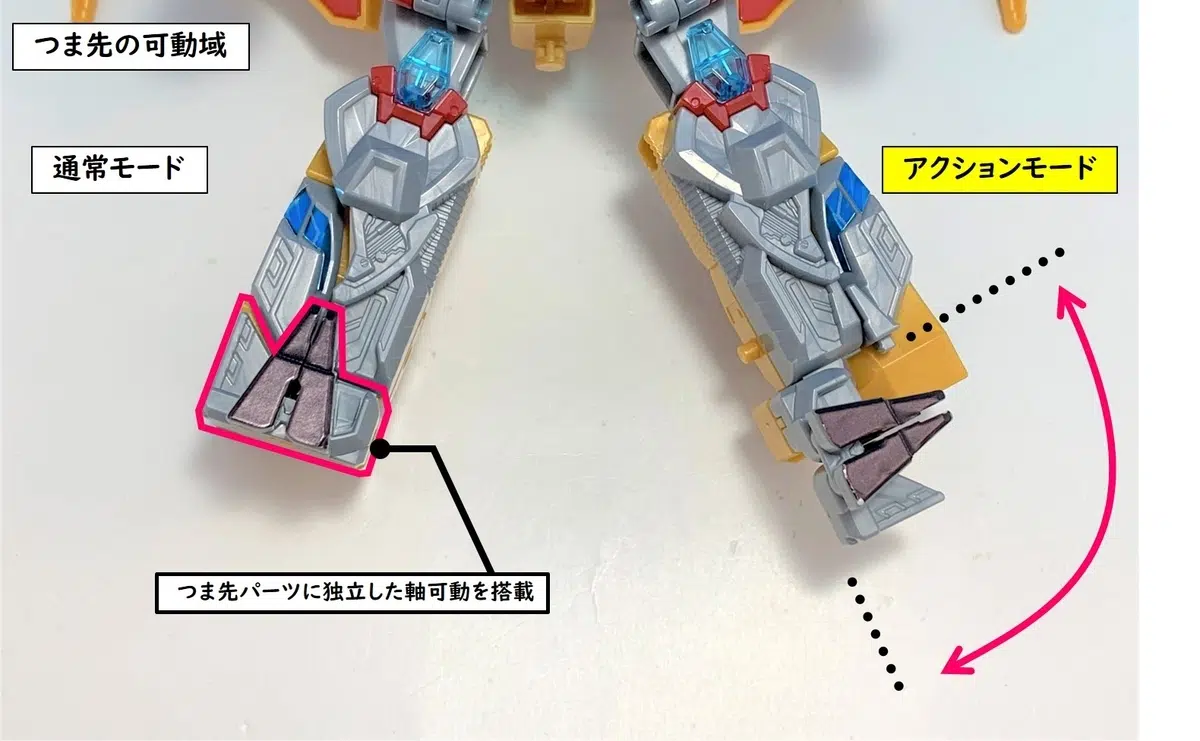 つま先の可動域
通常モード
アクションモード
つま先パーツに独立した軸可動を搭載